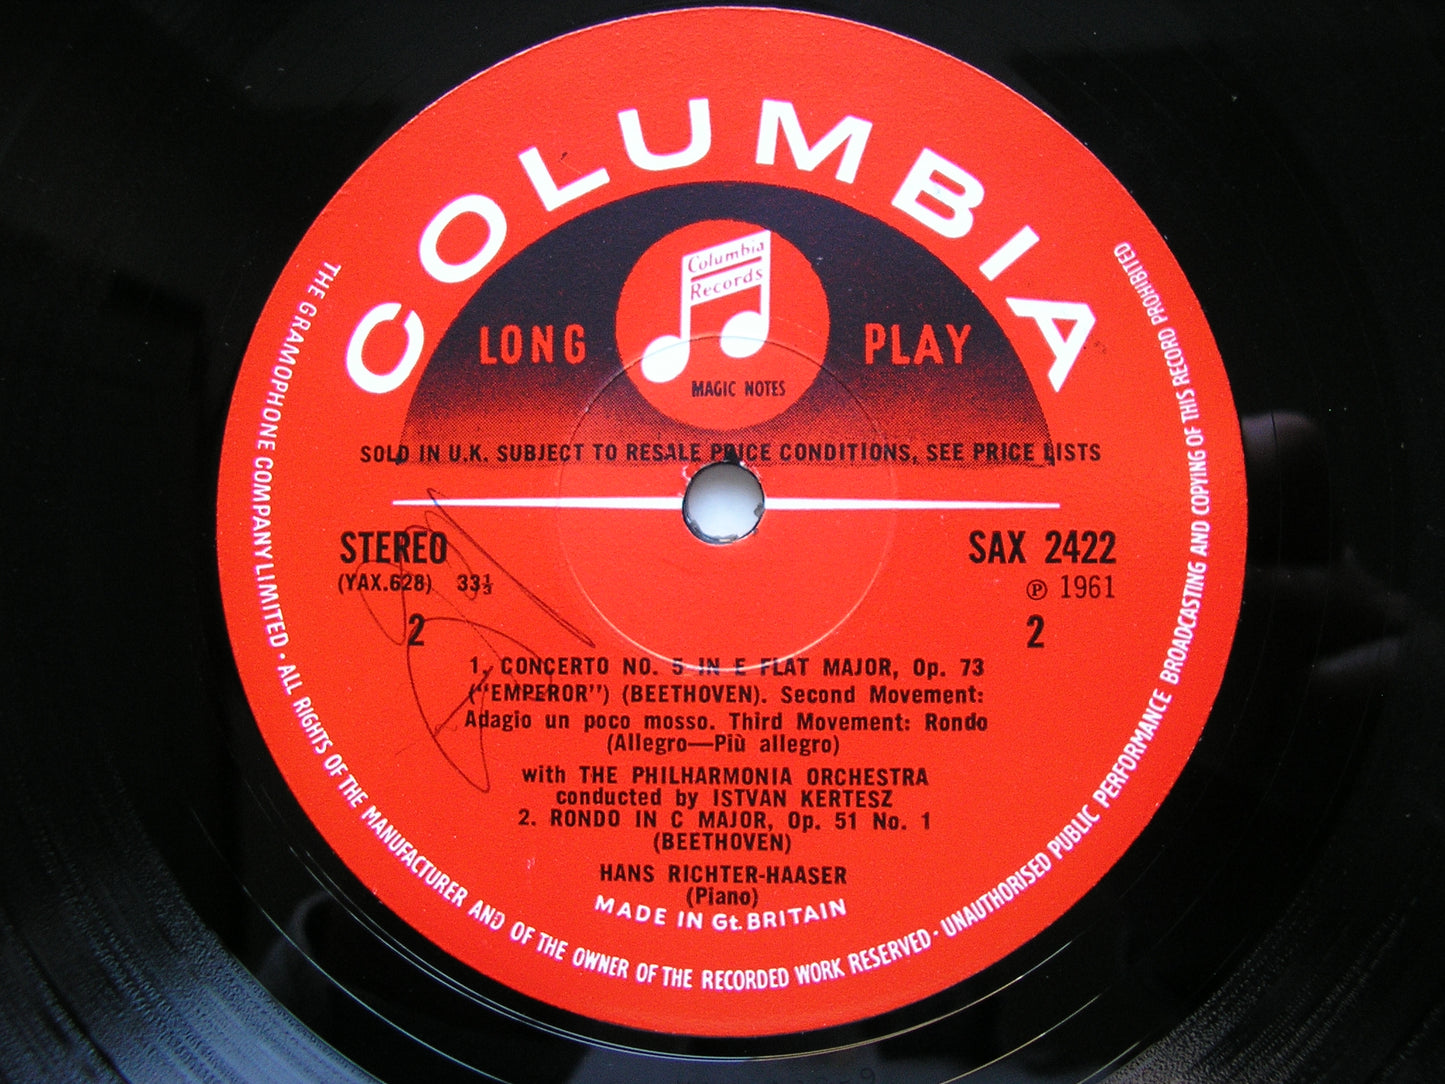 COLUMBIA
Columbia
Records
LONG PLAY
MAGIC NOTES
SOLD IN U.K. SUBJECT TO RESALE PRICE CONDITIONS, SEE PRICE LISTS
STEREO SAX 2422
(YAX.628) 33⅓ ℗ 1961
2 2
1. CONCERTO NO. 5 IN E FLAT MAJOR, Op. 73
("EMPEROR") (BEETHOVEN). Second Movement:
Adagio un poco mosso. Third Movement: Rondo
(Allegro—Più allegro)
with THE PHILHARMONIA ORCHESTRA
conducted by ISTVAN KERTESZ
2. RONDO IN C MAJOR, Op. 51 No. 1
(BEETHOVEN)
HANS RICHTER-HAASER
(Piano)
MADE IN Gt. BRITAIN
THE GRAMOPHONE COMPANY LIMITED · ALL RIGHTS OF THE MANUFACTURER AND OF THE OWNER OF THE RECORDED WORK RESERVED · UNAUTHORISED PUBLIC PERFORMANCE BROADCASTING AND COPYING OF THIS RECORD PROHIBITED